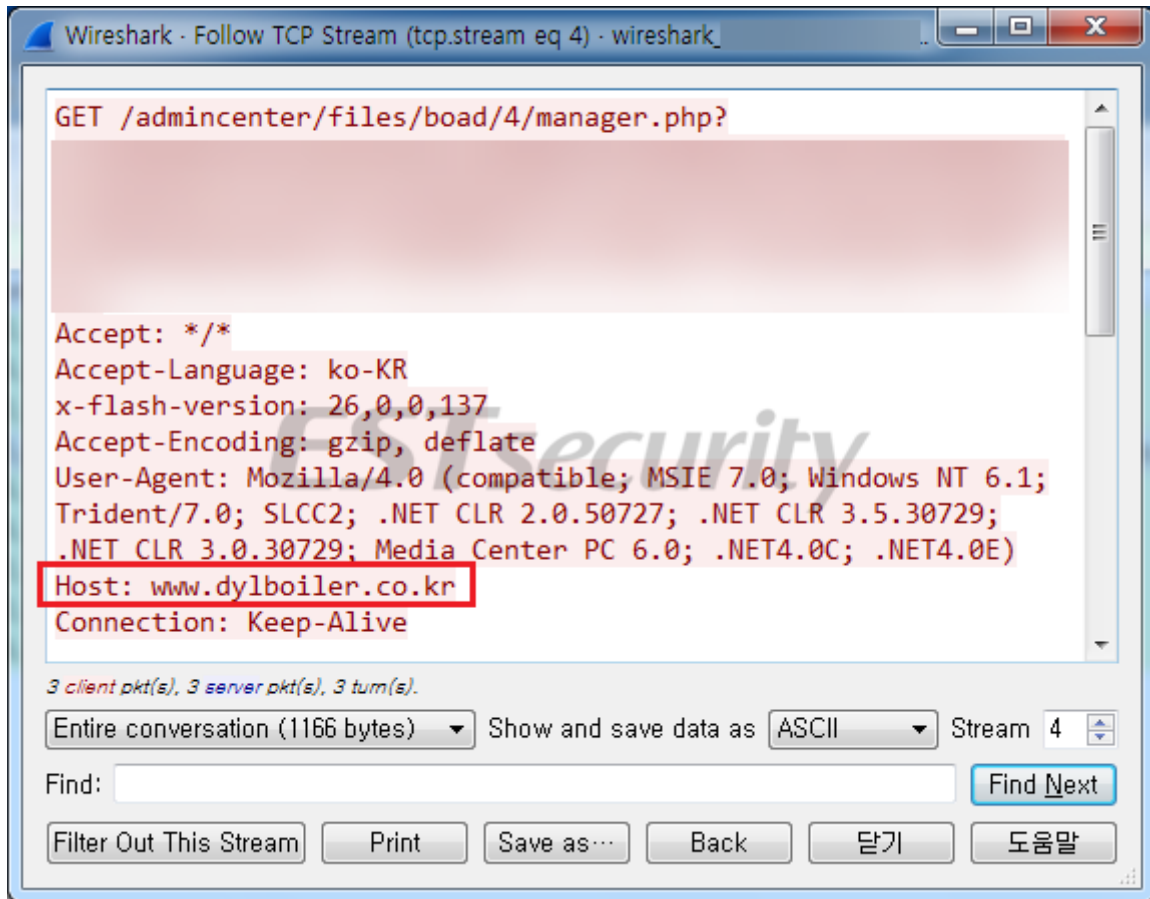 Wireshark · Follow TCP Stream (tcp.stream eq 4) · wireshark_ ..
GET /admincenter/files/boad/4/manager.php?
Accept: */*
Accept-Language: ko-KR
x-flash-version: 26,0,0,137
Accept-Encoding: gzip, deflate
ESTsecurity
User-Agent: Mozilla/4.0 (compatible; MSIE 7.0; Windows NT 6.1;
Trident/7.0; SLCC2; .NET CLR 2.0.50727; .NET CLR 3.5.30729;
.NET CLR 3.0.30729; Media Center PC 6.0; .NET4.0C; .NET4.0E)
Host: www.dylboiler.co.kr
Connection: Keep-Alive
3 client pkt(s), 3 server pkt(s), 3 turn(s).
Entire conversation (1166 bytes) Show and save data as ASCII Stream 4
Find: Find Next
Filter Out This Stream Print Save as… Back 닫기 도움말